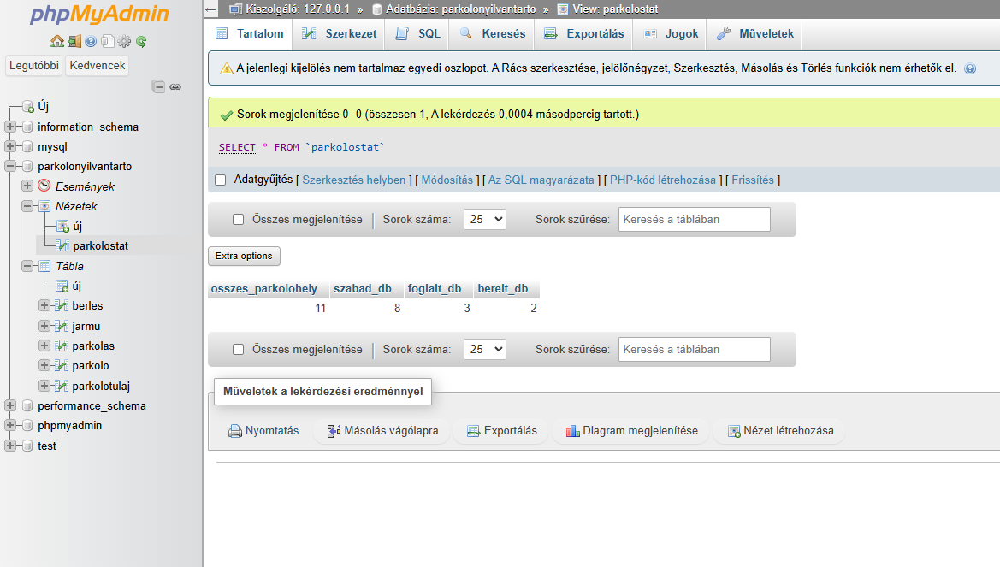 phpMyAdmin
Legutóbbi Kedvencek
Új
information_schema
mysql
parkolonyilvantarto
Események
Nézetek
új
parkolostat
Tábla
új
berles
jarmu
parkolas
parkolo
parkolotulaj
performance_schema
phpmyadmin
test
← Kiszolgáló: 127.0.0.1 » Adatbázis: parkolonyilvantarto » View: parkolostat
Tartalom Szerkezet SQL Keresés Exportálás Jogok Műveletek
A jelenlegi kijelölés nem tartalmaz egyedi oszlopot. A Rács szerkesztése, jelölőnégyzet, Szerkesztés, Másolás és Törlés funkciók nem érhetők el.
Sorok megjelenítése 0- 0 (összesen 1, A lekérdezés 0,0004 másodpercig tartott.)
SELECT * FROM `parkolostat`
Adatgyűjtés [ Szerkesztés helyben ] [ Módosítás ] [ Az SQL magyarázata ] [ PHP-kód létrehozása ] [ Frissítés ]
Összes megjelenítése | Sorok száma: 25 Sorok szűrése: Keresés a táblában
Extra options
osszes_parkolohely szabad_db foglalt_db berelt_db
11 8 3 2
Összes megjelenítése | Sorok száma: 25 Sorok szűrése: Keresés a táblában
Műveletek a lekérdezési eredménnyel
Nyomtatás Másolás vágólapra Exportálás Diagram megjelenítése Nézet létrehozása